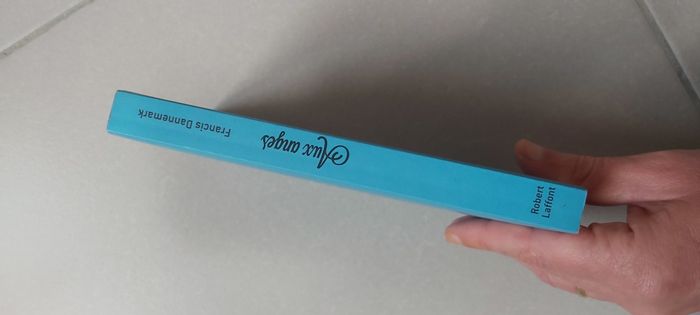 Francis Dannemark
Aux anges
Robert
Laffont